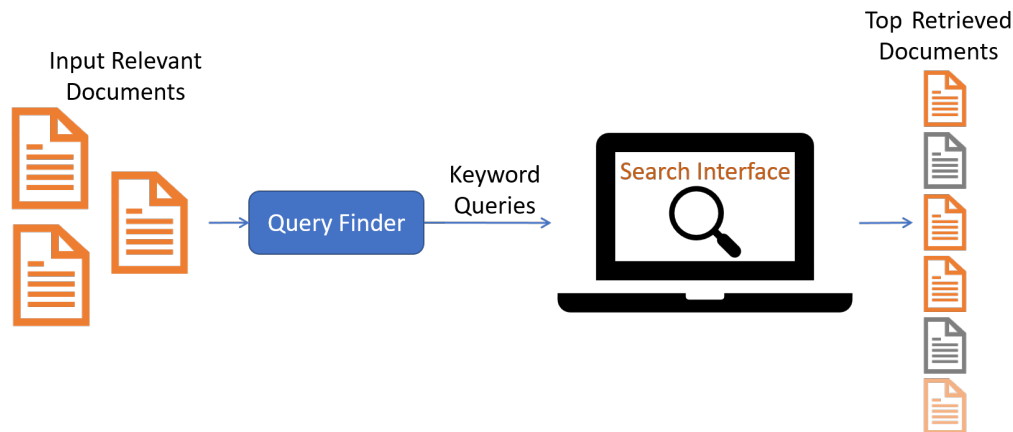 Input Relevant
Documents
Query Finder
Keyword
Queries
Search Interface
Top Retrieved
Documents